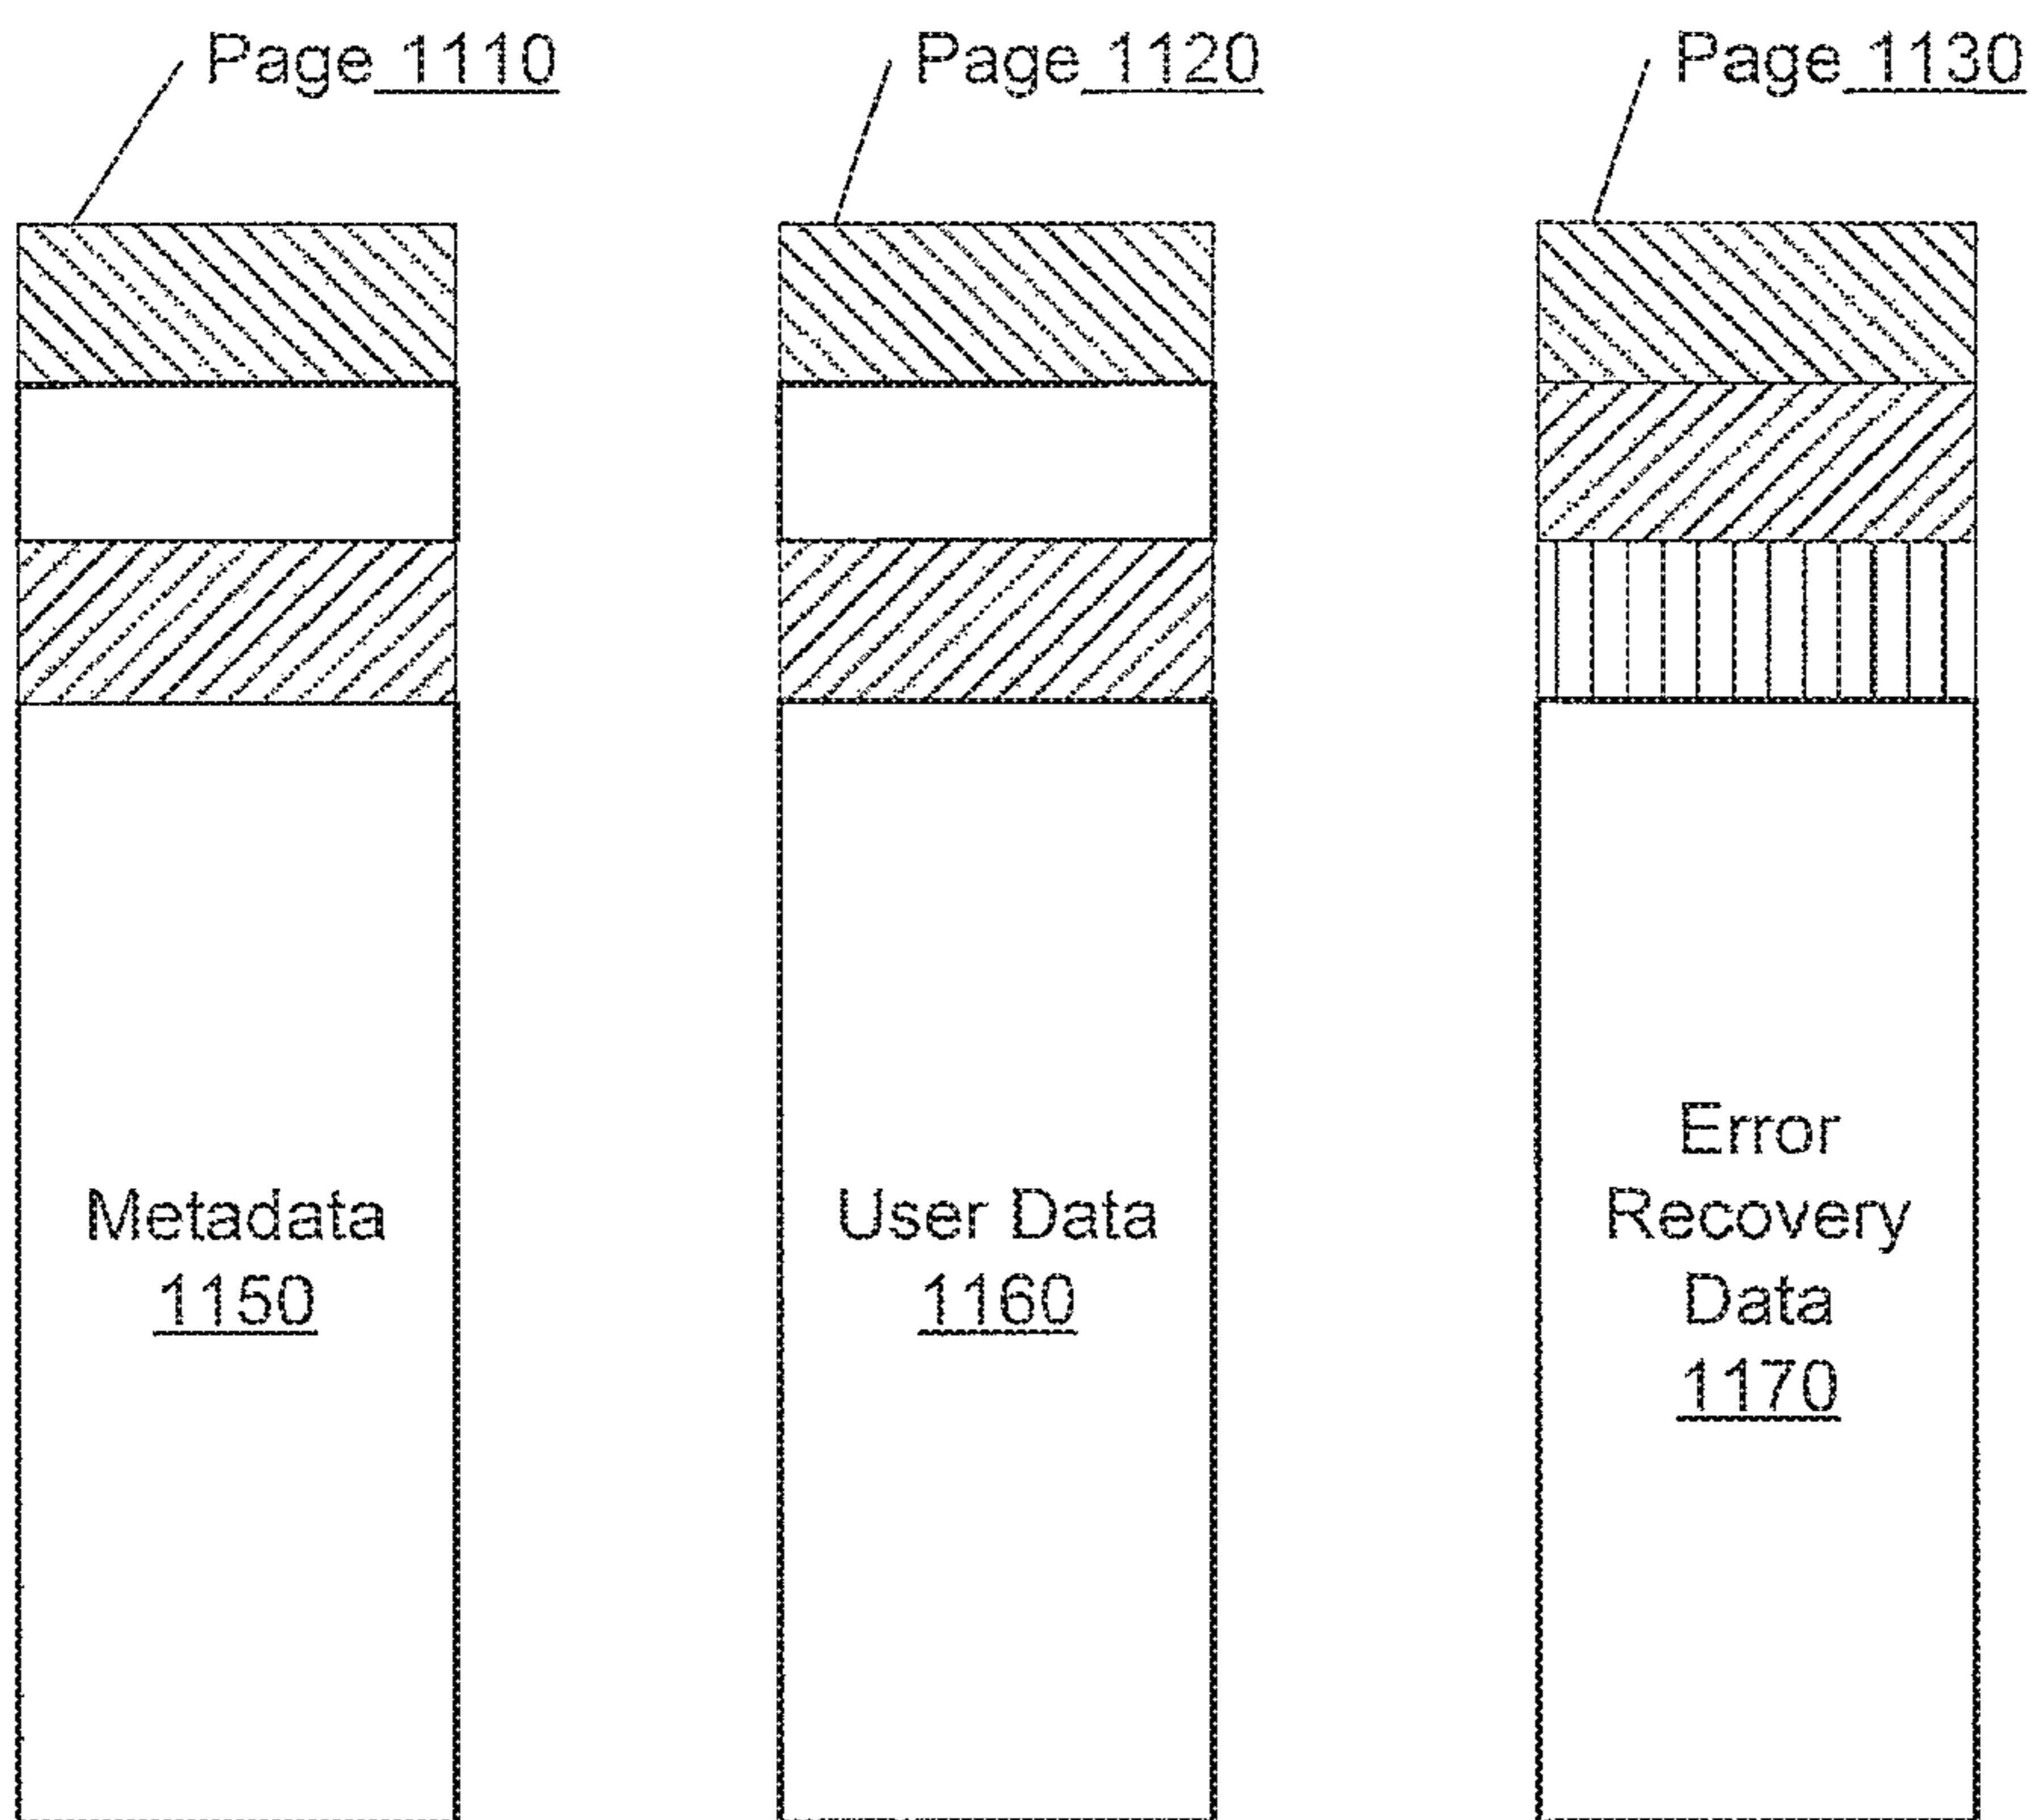 Page 1110
Page 1120
Page 1130
Metadata
1150
User Data
1160
Error
Recovery
Data
1170